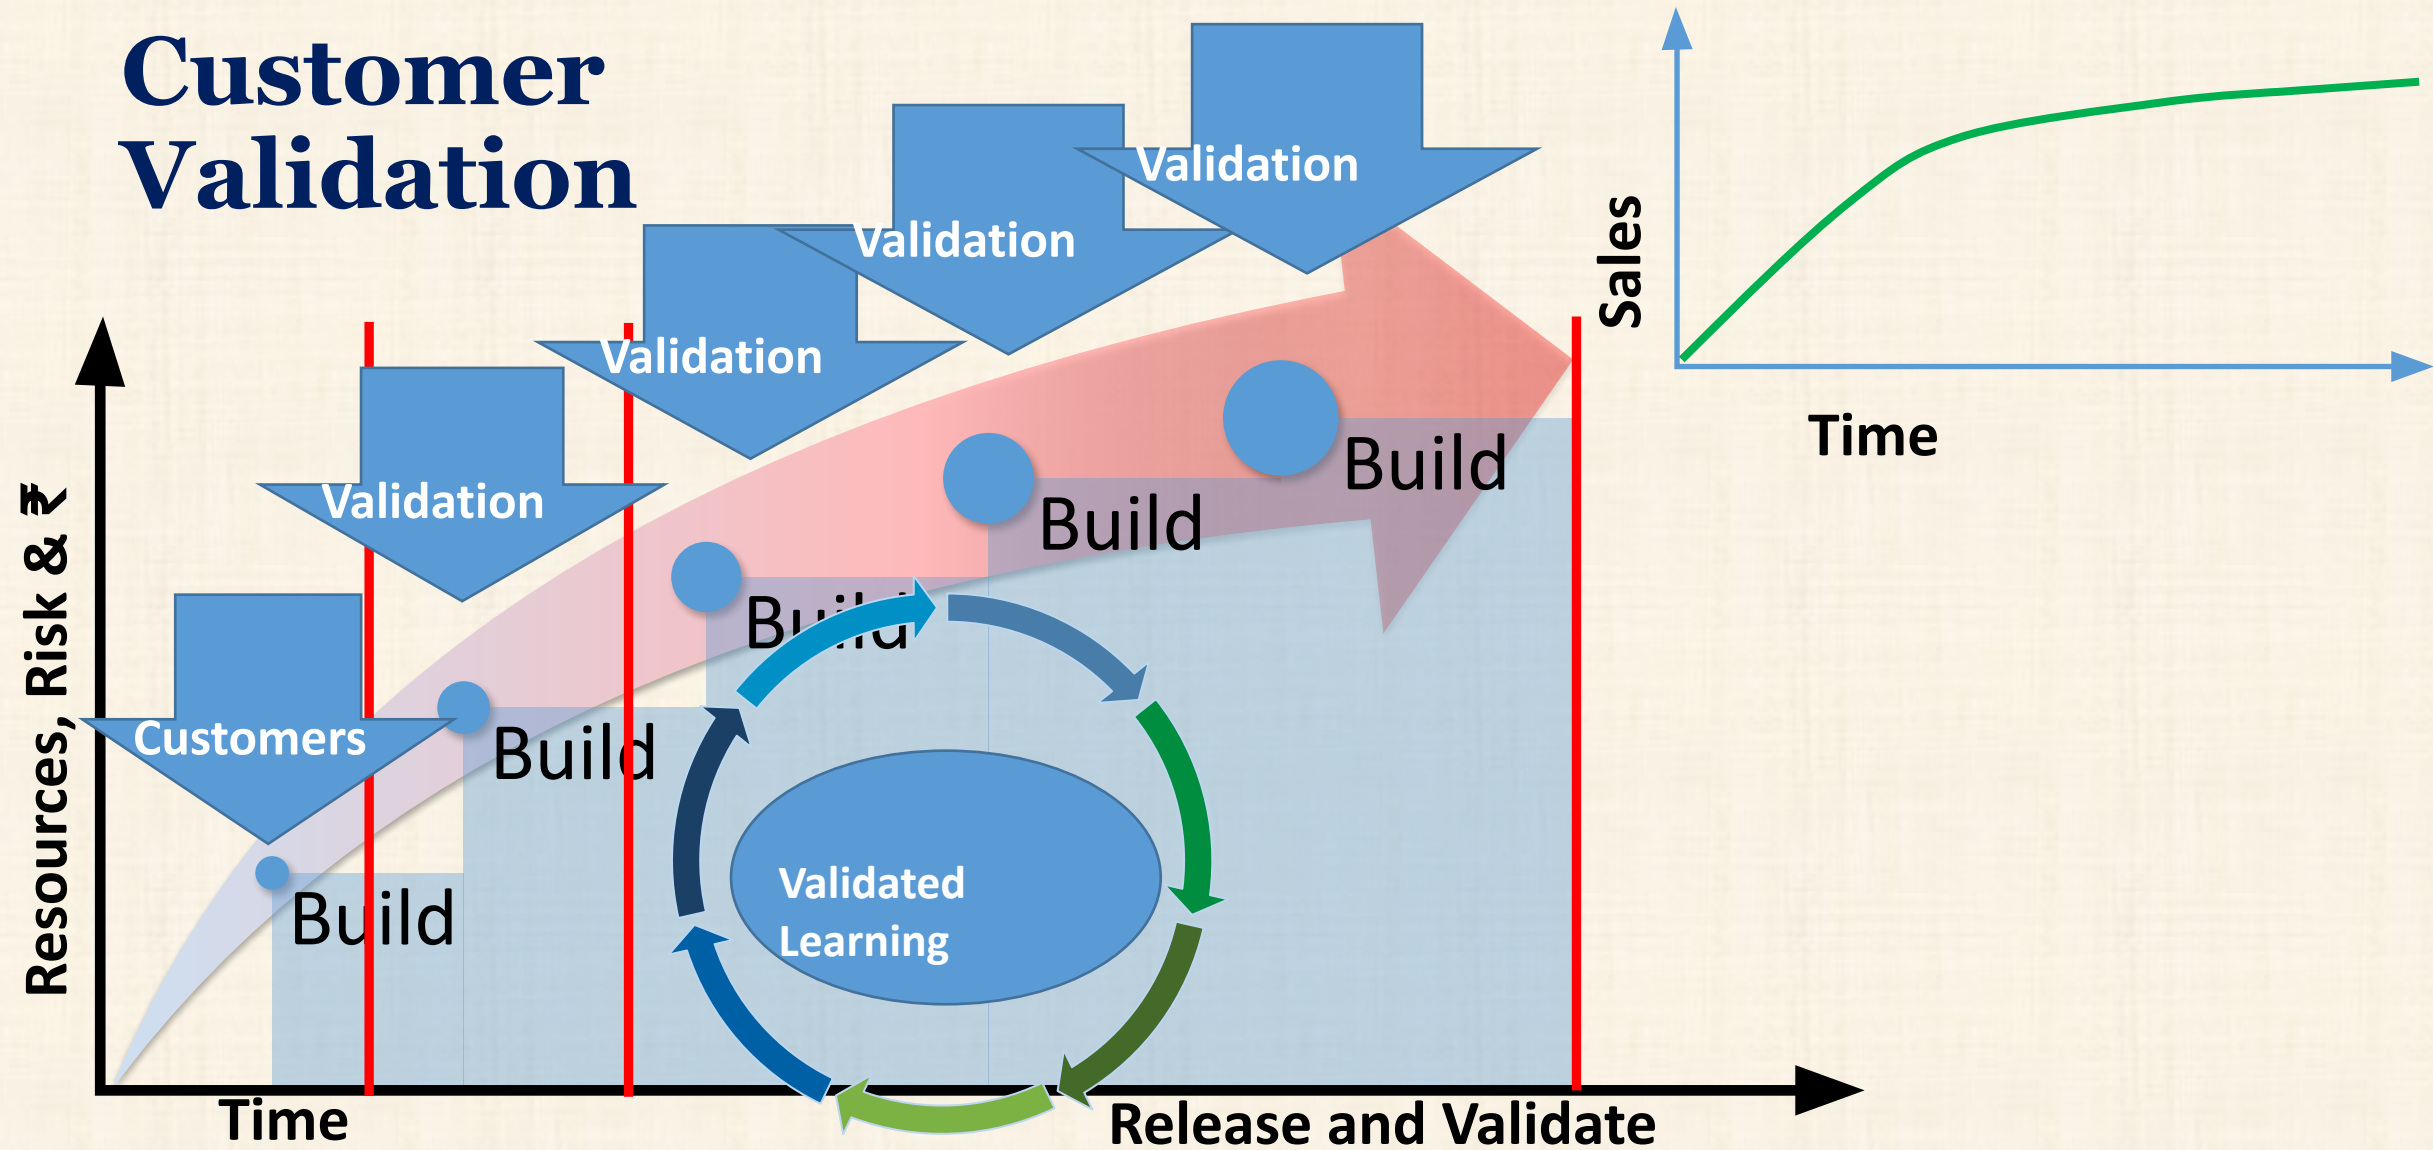 Customer
Validation
Validation
Validation
Validation
Validation
Customers
Build
Build
Build
Build
Build
Validated
Learning
Resources, Risk & ₹
Time
Release and Validate
Sales
Time